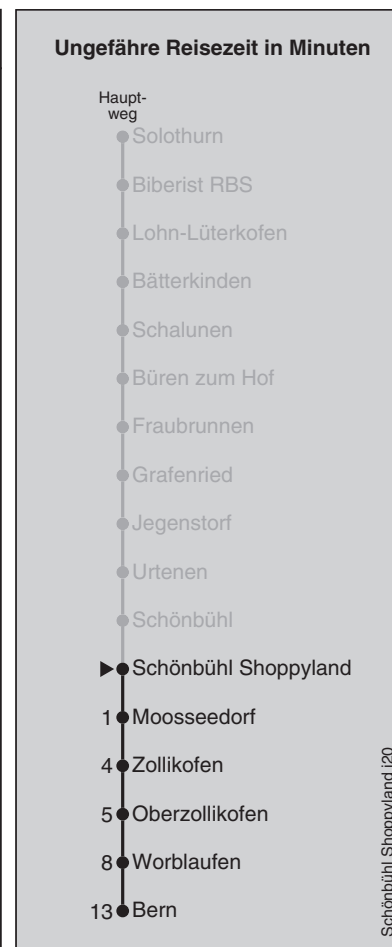 Ungefähre Reisezeit in Minuten
Haupt-
weg
Solothurn
Biberist RBS
Lohn-Lüterkofen
Bätterkinden
Schalunen
Büren zum Hof
Fraubrunnen
Grafenried
Jegenstorf
Urtenen
Schönbühl
Schönbühl Shoppyland
1 Moosseedorf
4 Zollikofen
5 Oberzollikofen
8 Worblaufen
13 Bern
Schönbühl Shoppyland j20